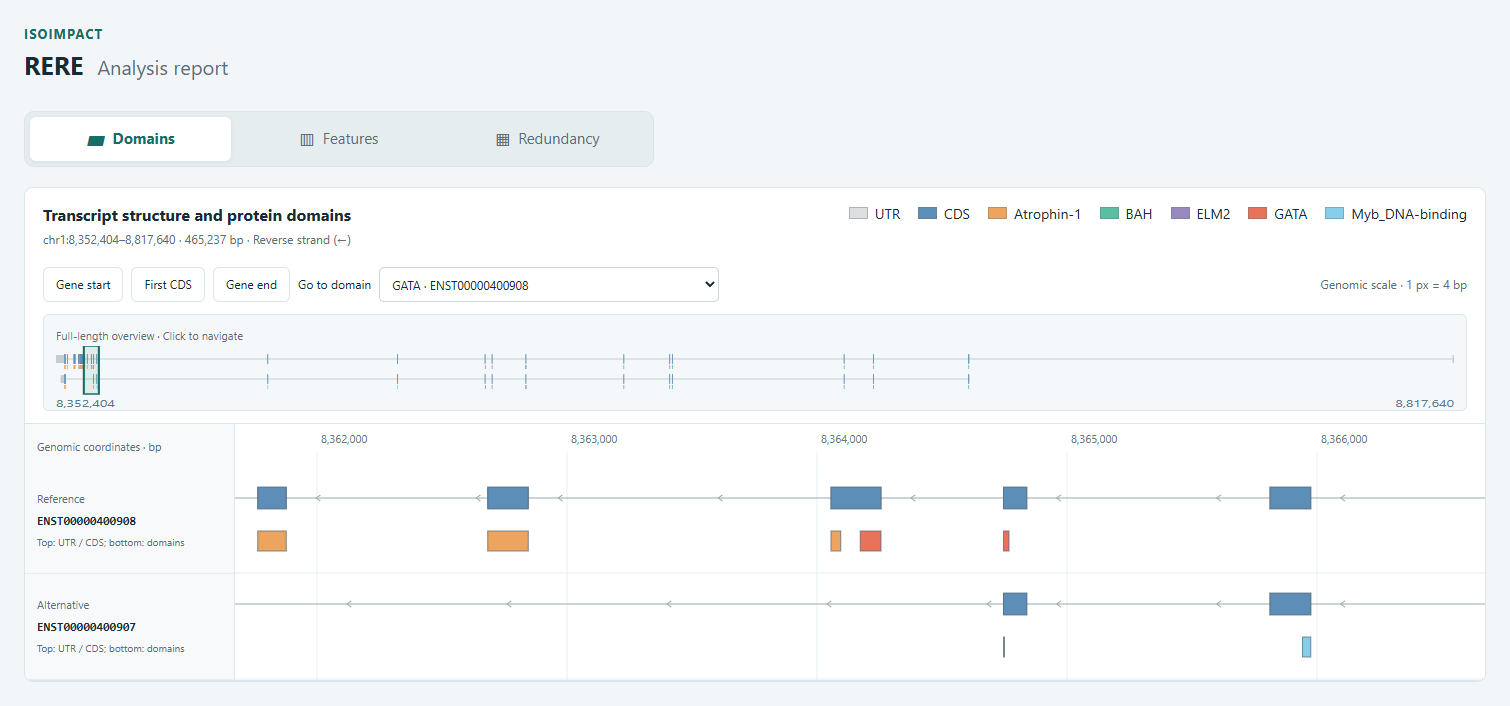 ISOIMPACT
RERE Analysis report
Domains Features Redundancy
Transcript structure and protein domains
UTR CDS Atrophin-1 BAH ELM2 GATA Myb_DNA-binding
chr1:8,352,404–8,817,640 · 465,237 bp · Reverse strand (←)
Gene start First CDS Gene end Go to domain GATA · ENST00000400908 Genomic scale · 1 px = 4 bp
Full-length overview · Click to navigate
8,352,404 8,817,640
Genomic coordinates · bp 8,362,000 8,363,000 8,364,000 8,365,000 8,366,000
Reference
ENST00000400908
Top: UTR / CDS; bottom: domains
Alternative
ENST00000400907
Top: UTR / CDS; bottom: domains